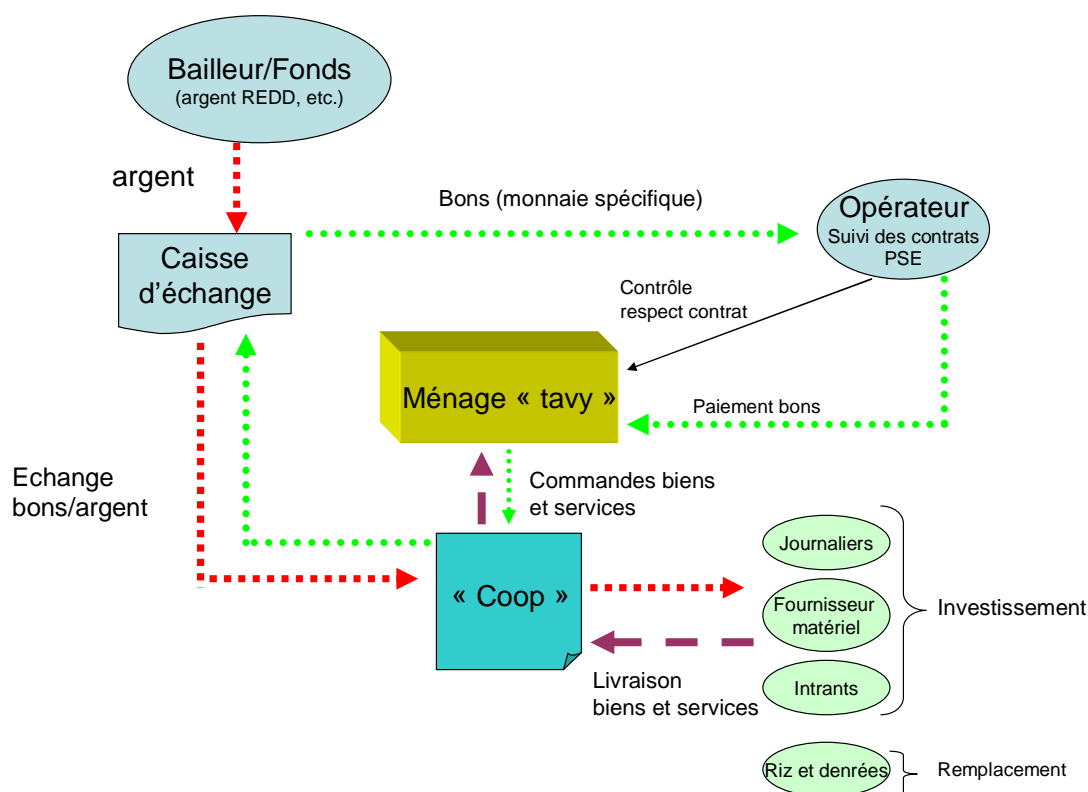 Bailleur/Fonds
(argent REDD, etc.)
argent
Bons (monnaie spécifique)
Opérateur
Suivi des contrats
PSE
Caisse
d’échange
Contrôle
respect contrat
Ménage « tavy »
Paiement bons
Echange
bons/argent
Commandes biens
et services
Journaliers
« Coop »
Fournisseur
matériel
Investissement
Livraison
biens et services
Intrants
Riz et denrées
Remplacement